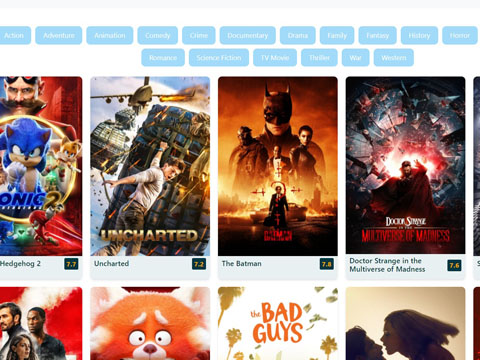 Action Adventure Animation Comedy Crime Documentary Drama Family Fantasy History Horror
Romance Science Fiction TV Movie Thriller War Western
ONIC
2
UNCHARTED
THE
BATMAN
DOCTOR STRANGE
IN THE
MULTIVERSE OF MADNESS
Hedgehog 2 7.7
Uncharted 7.2
The Batman 7.8
Doctor Strange in the
Multiverse of Madness 7.6
S
the
BAD
GUYS